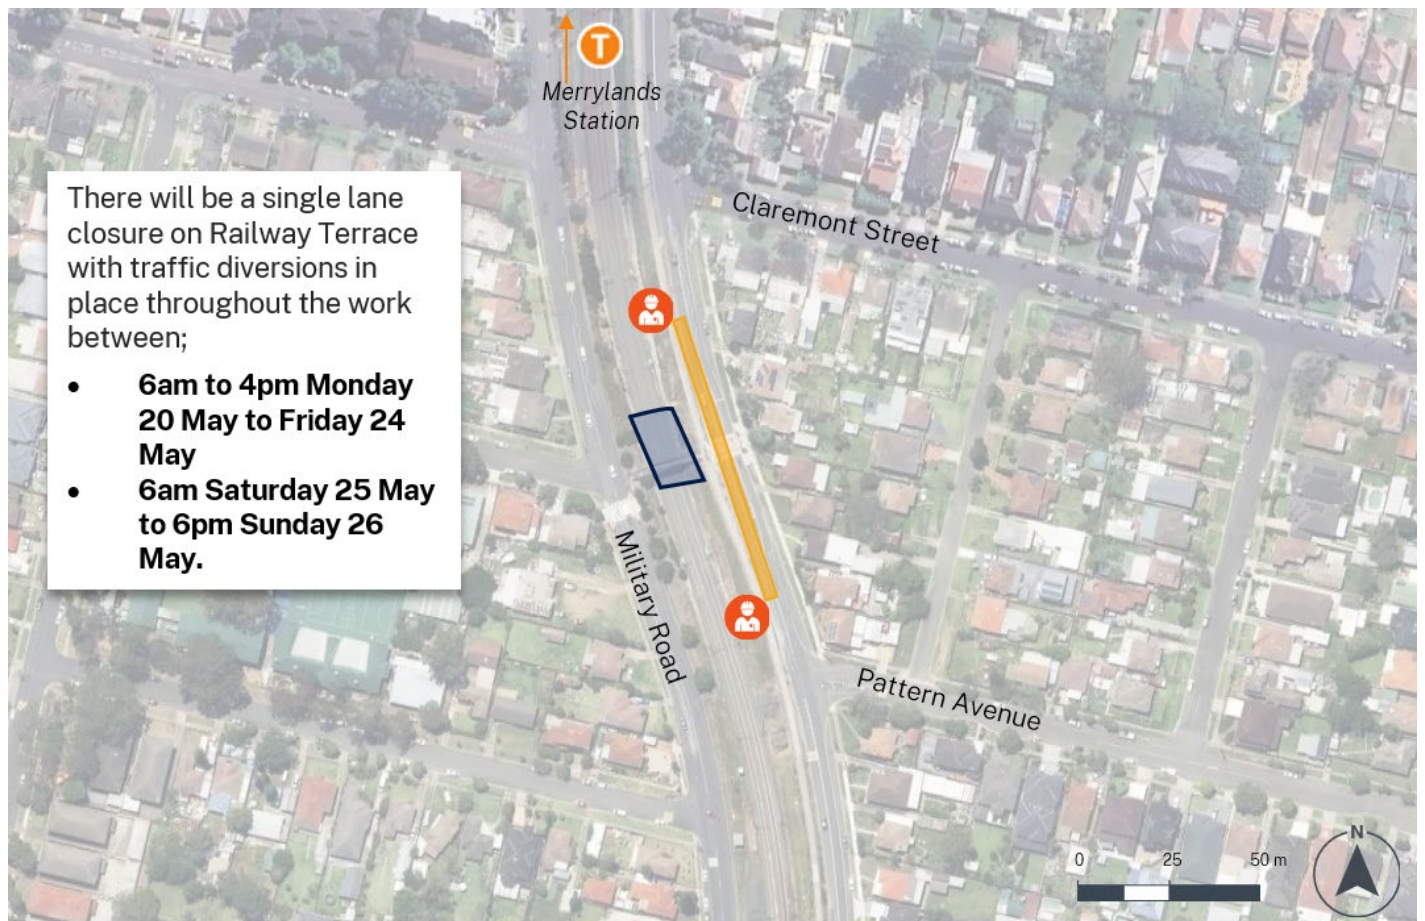 T
Merrylands
Station
There will be a single lane
closure on Railway Terrace
with traffic diversions in
place throughout the work
between;
• 6am to 4pm Monday
20 May to Friday 24
May
• 6am Saturday 25 May
to 6pm Sunday 26
May.
Claremont Street
Military Road
Pattern Avenue
N
0 25 50 m